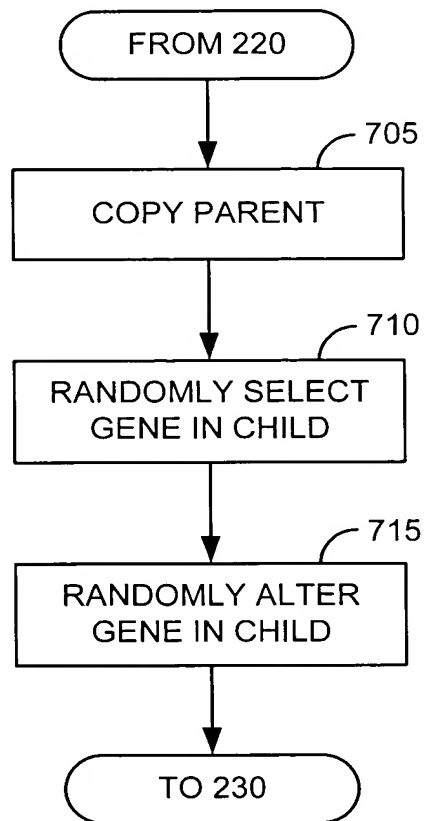 FROM 220
705
COPY PARENT
710
RANDOMLY SELECT
GENE IN CHILD
715
RANDOMLY ALTER
GENE IN CHILD
TO 230